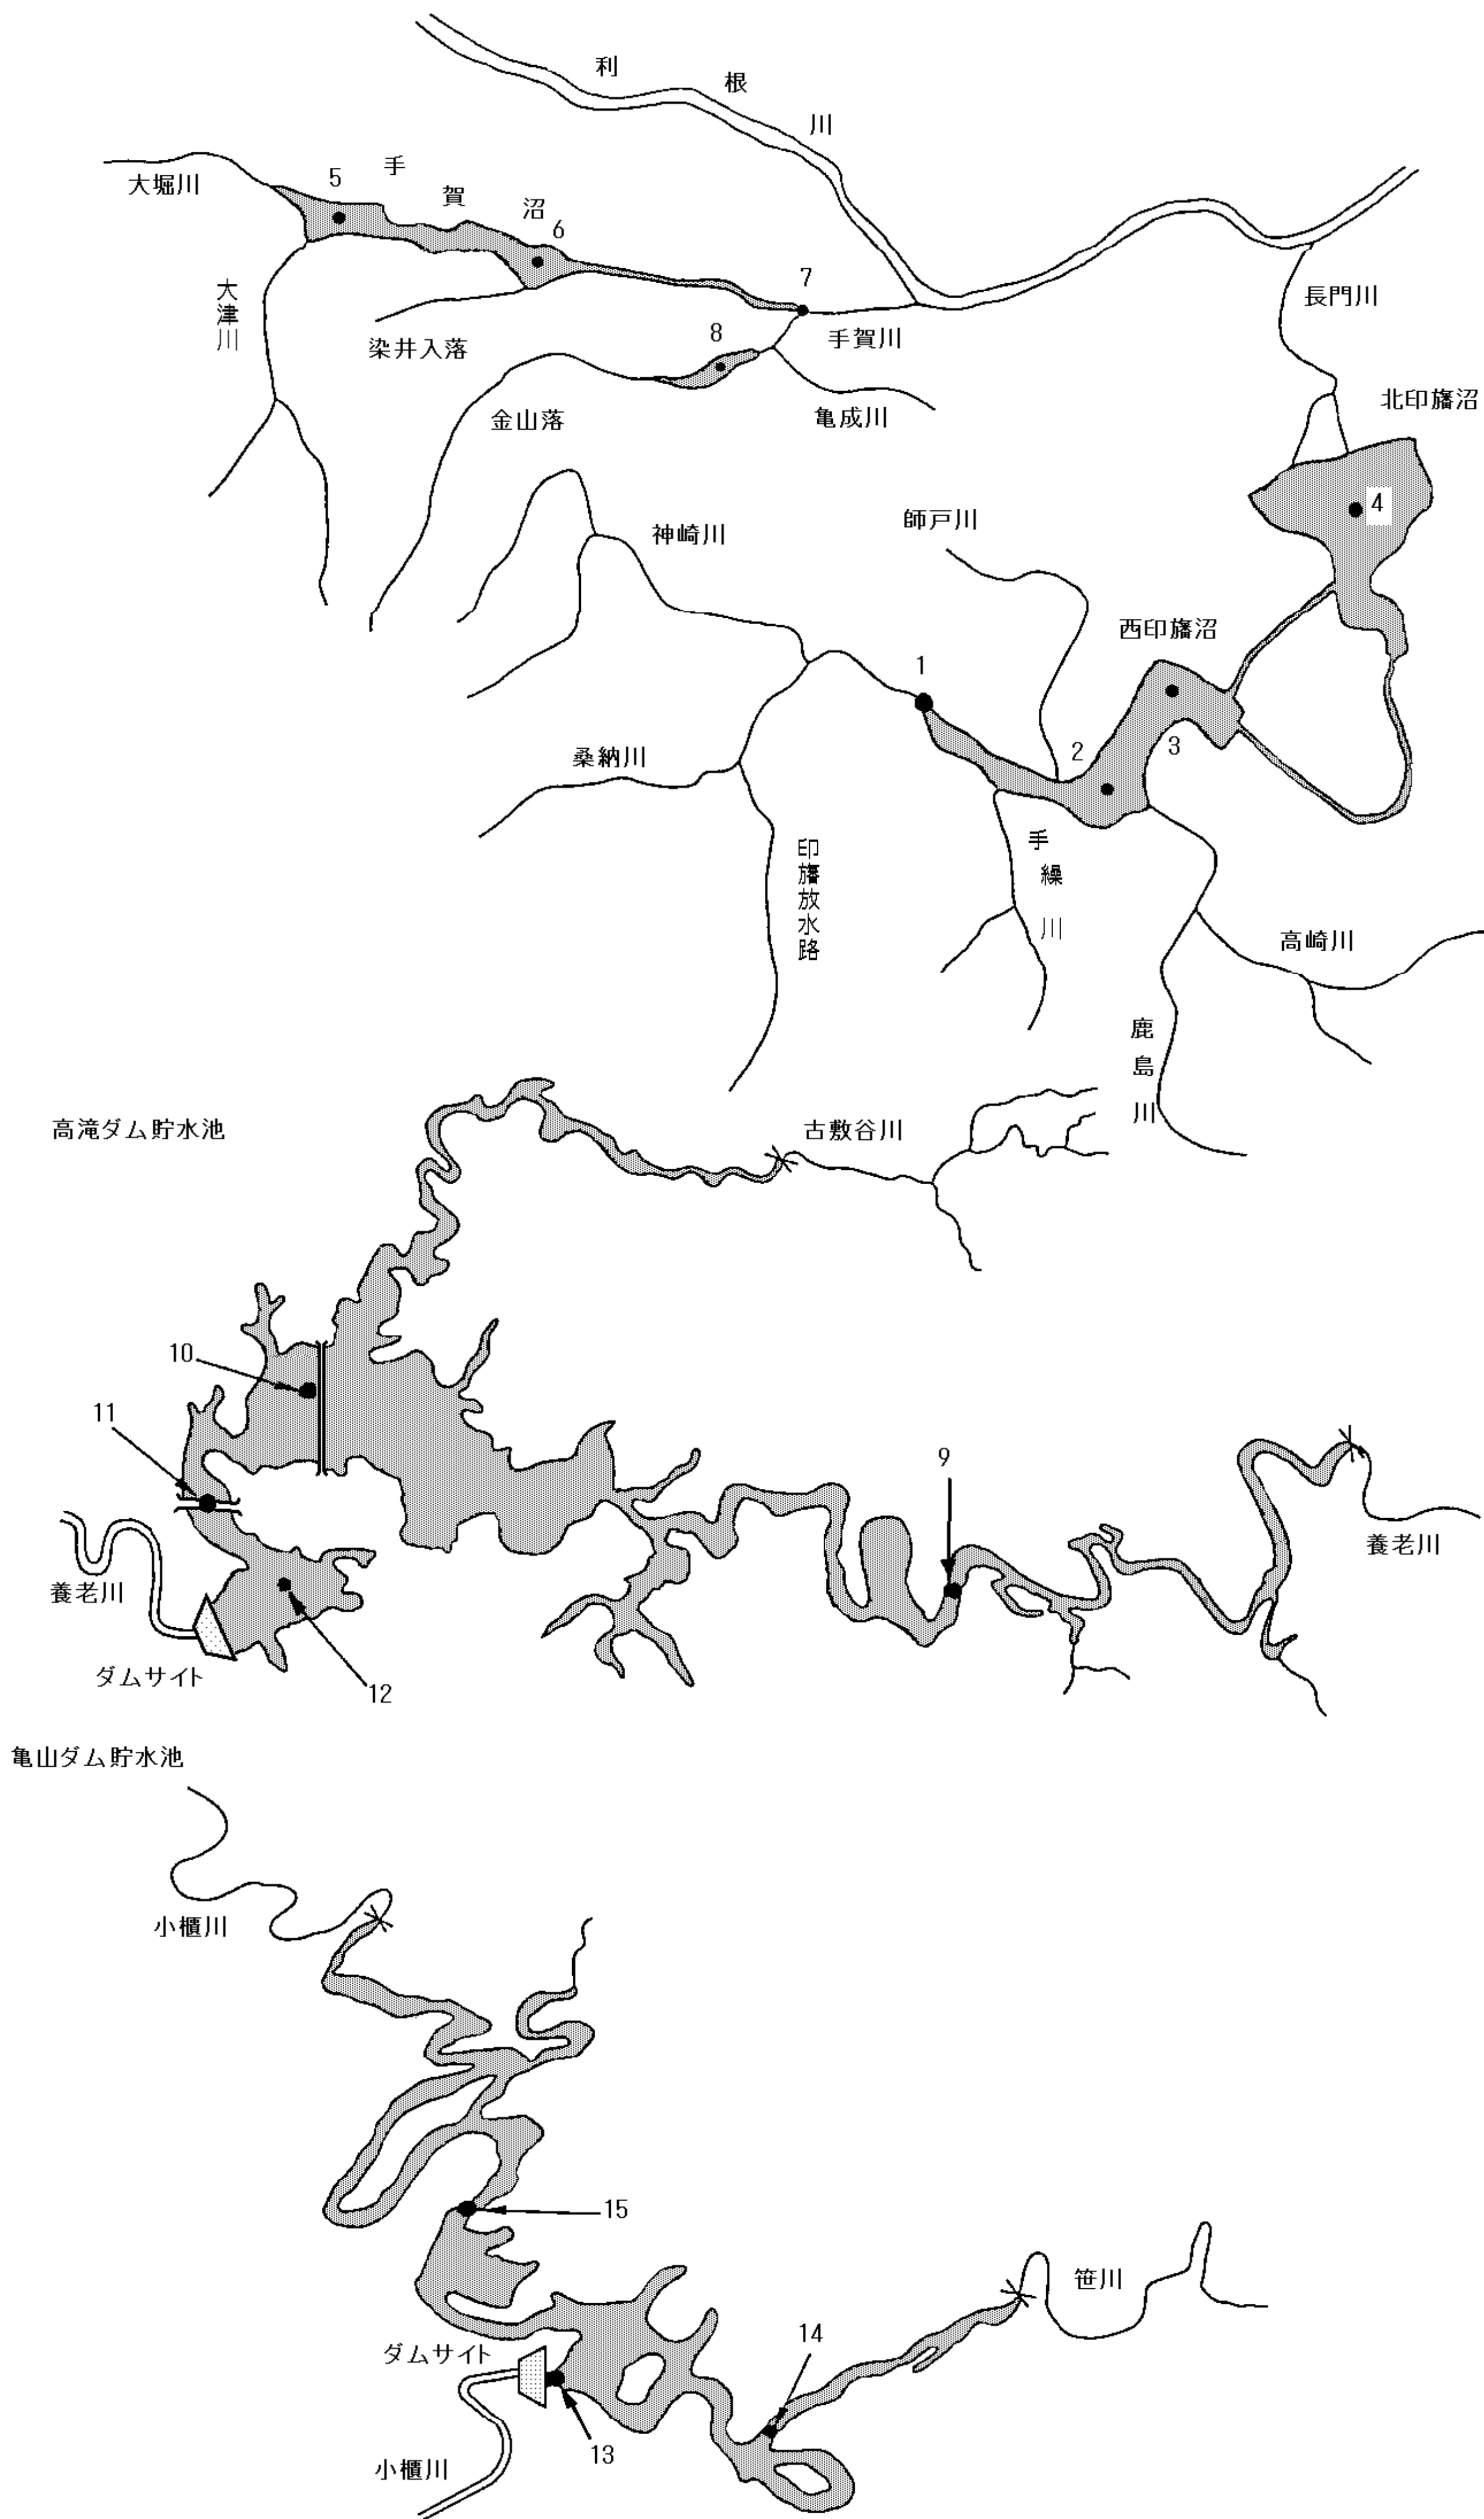 利根川
大堀川
5
手賀沼
6
7
大津川
染井入落
8
手賀川
長門川
金山落
亀成川
北印旛沼
4
神崎川
師戸川
西印旛沼
1
桑納川
2
3
印旛放水路
手繰川
高崎川
鹿島川
高滝ダム貯水池
古敷谷川
10
11
9
養老川
養老川
ダムサイト
12
亀山ダム貯水池
小櫃川
15
笹川
14
ダムサイト
13
小櫃川